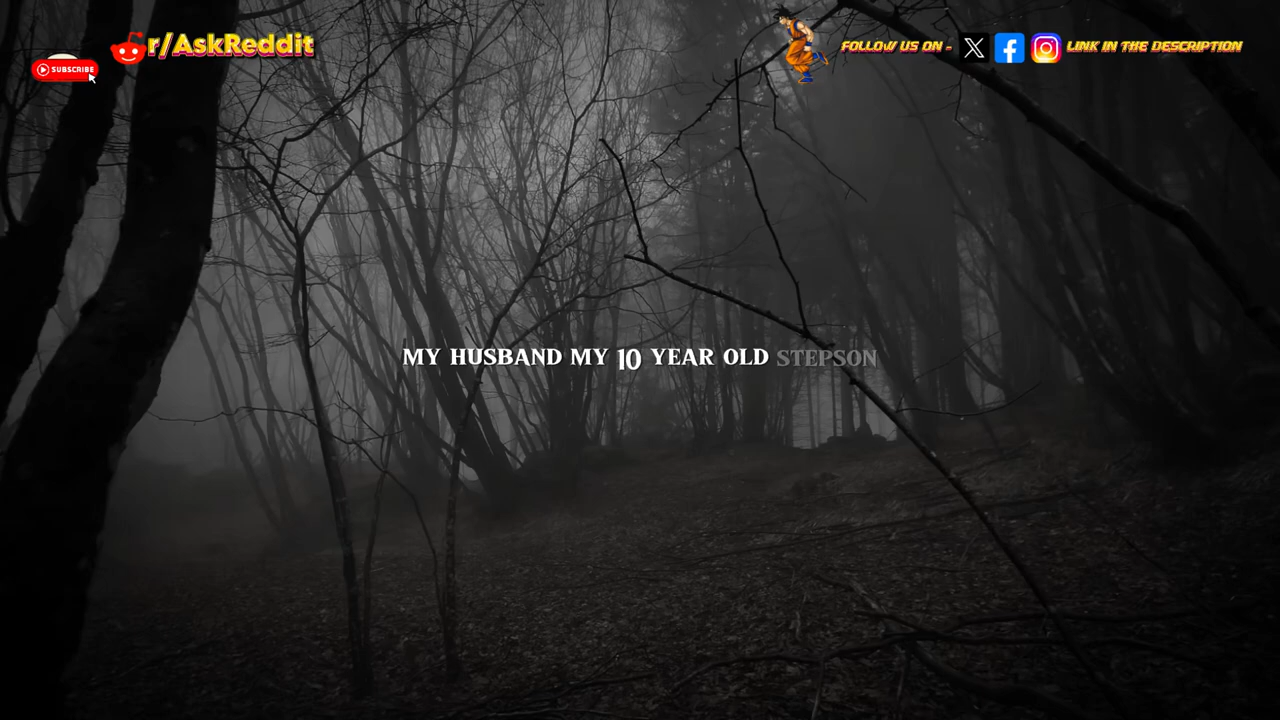 r/AskReddit
SUBSCRIBE
FOLLOW US ON -
LINK IN THE DESCRIPTION
MY HUSBAND MY 10 YEAR OLD STEPSON